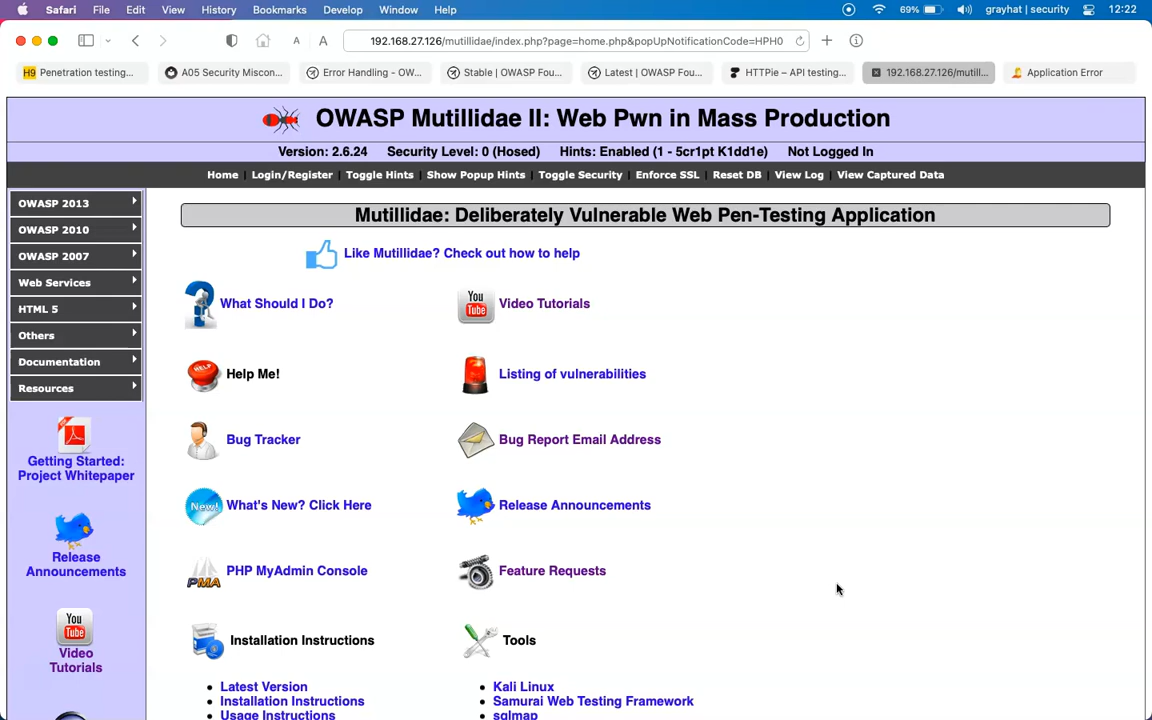 Safari File Edit View History Bookmarks Develop Window Help 69% grayhat | security 12:22
A A 192.168.27.126/mutillidae/index.php?page=home.php&popUpNotificationCode=HPH0
H9 Penetration testing... A05 Security Miscon... Error Handling - OW... Stable | OWASP Fou... Latest | OWASP Fou... HTTPie – API testing... 192.168.27.126/mutill... Application Error
OWASP Mutillidae II: Web Pwn in Mass Production
Version: 2.6.24 Security Level: 0 (Hosed) Hints: Enabled (1 - 5cr1pt K1dd1e) Not Logged In
Home Login/Register Toggle Hints Show Popup Hints Toggle Security Enforce SSL Reset DB View Log View Captured Data
OWASP 2013
OWASP 2010
OWASP 2007
Web Services
HTML 5
Others
Documentation
Resources
Getting Started:
Project Whitepaper
Release
Announcements
You
Tube
Video
Tutorials
Mutillidae: Deliberately Vulnerable Web Pen-Testing Application
Like Mutillidae? Check out how to help
What Should I Do? You Tube Video Tutorials
HELP Help Me! Listing of vulnerabilities
Bug Tracker Bug Report Email Address
New! What's New? Click Here Release Announcements
PMA PHP MyAdmin Console Feature Requests
Installation Instructions Tools
Latest Version Kali Linux
Installation Instructions Samurai Web Testing Framework
Usage Instructions sqlmap